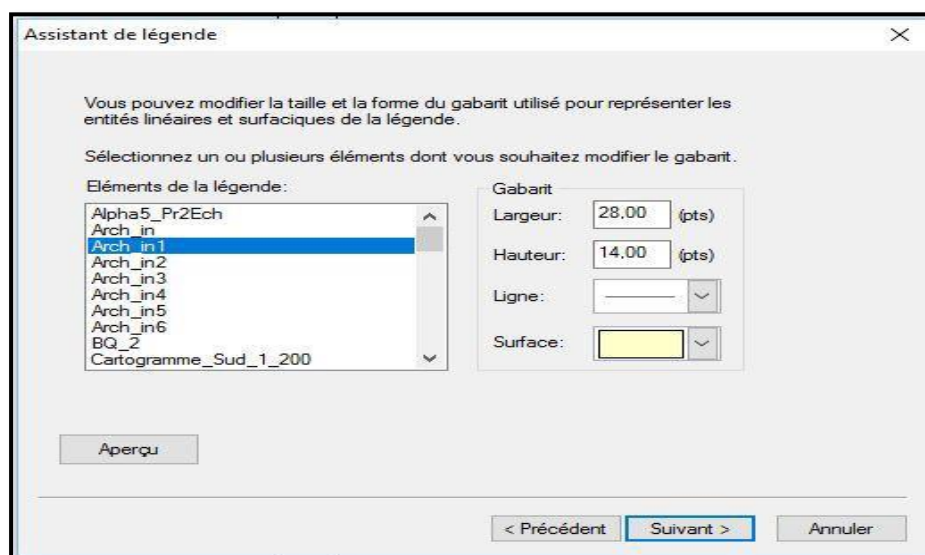 Assistant de légende
Vous pouvez modifier la taille et la forme du gabarit utilisé pour représenter les
entités linéaires et surfaciques de la légende.
Sélectionnez un ou plusieurs éléments dont vous souhaitez modifier le gabarit.
Eléments de la légende:
Alpha5_Pr2Ech
Arch_in
Arch_in1
Arch_in2
Arch_in3
Arch_in4
Arch_in5
Arch_in6
BQ_2
Cartogramme_Sud_1_200
Gabarit
Largeur: 28.00 (pts)
Hauteur: 14.00 (pts)
Ligne:
Surface:
Aperçu
< Précédent Suivant > Annuler